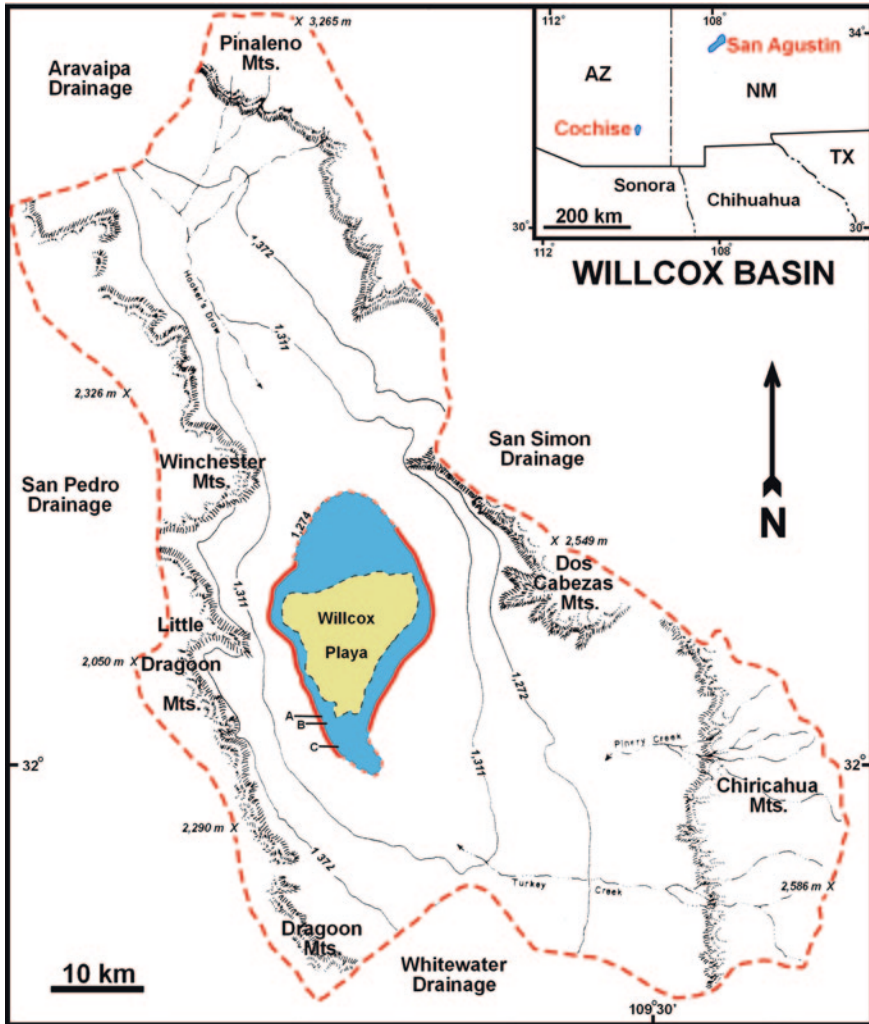 x 3,265 m
Pinaleno
Mts.
Aravaipa
Drainage
112°
108°
34°
San Agustin
AZ
NM
Cochise
TX
Sonora
Chihuahua
200 km
30°
30°
112°
108°
WILLCOX BASIN
1,372
Hooker's Draw
1,311
2,326 m X
San Simon
Drainage
Winchester
Mts.
San Pedro
Drainage
N
1,274
X 2,549 m
Dos
Cabezas
Mts.
1,311
Willcox
Playa
Little
Dragoon
Mts.
2,050 m X
1,272
A
B
C
Pinery Creek
32°
32°
1,311
Chiricahua
Mts.
2,290 m X
1 372
Turkey Creek
2,586 m X
Dragoon
Mts.
Whitewater
Drainage
10 km
109°30'